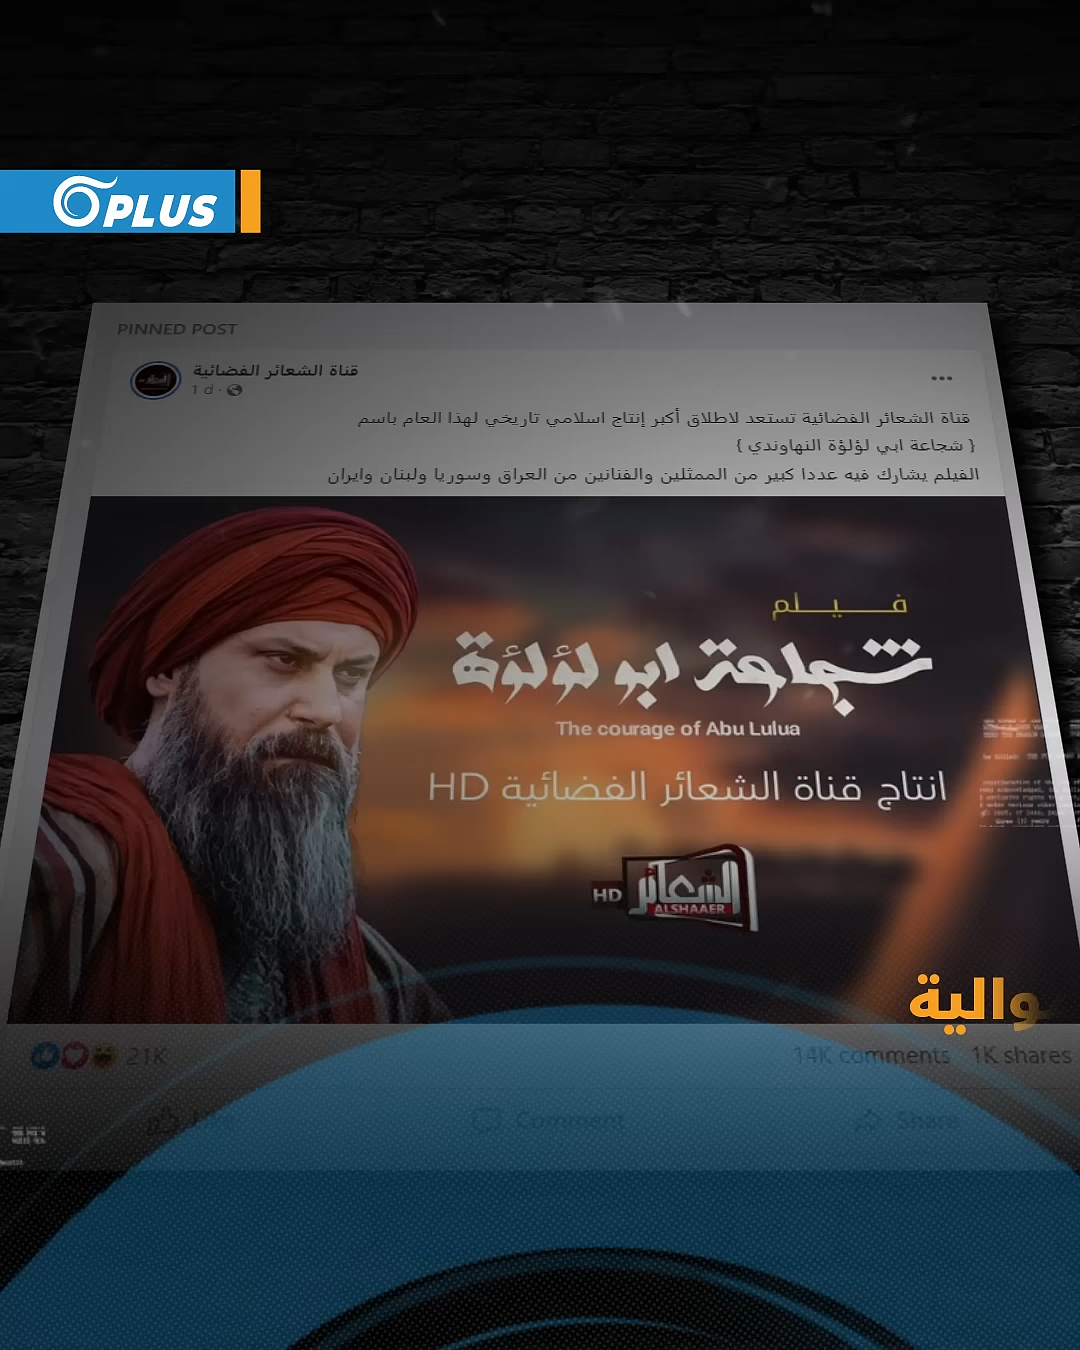 PLUS
PINNED POST
قناة الشعائر الفضائية
1 d ·
قناة الشعائر الفضائية تستعد لاطلاق أكبر إنتاج اسلامي تاريخي لهذا العام باسم
{ شجاعة ابي لؤلؤة النهاوندي }
الفيلم يشارك فيه عددا كبير من الممثلين والفنانين من العراق وسوريا ولبنان وايران
فـــيـــلم
شجاعة ابو لؤلؤة
The courage of Abu Lulua
انتاج قناة الشعائر الفضائية HD
HD الشعائر
ALSHAAER
21K 14K comments 1K shares
Like Comment Share